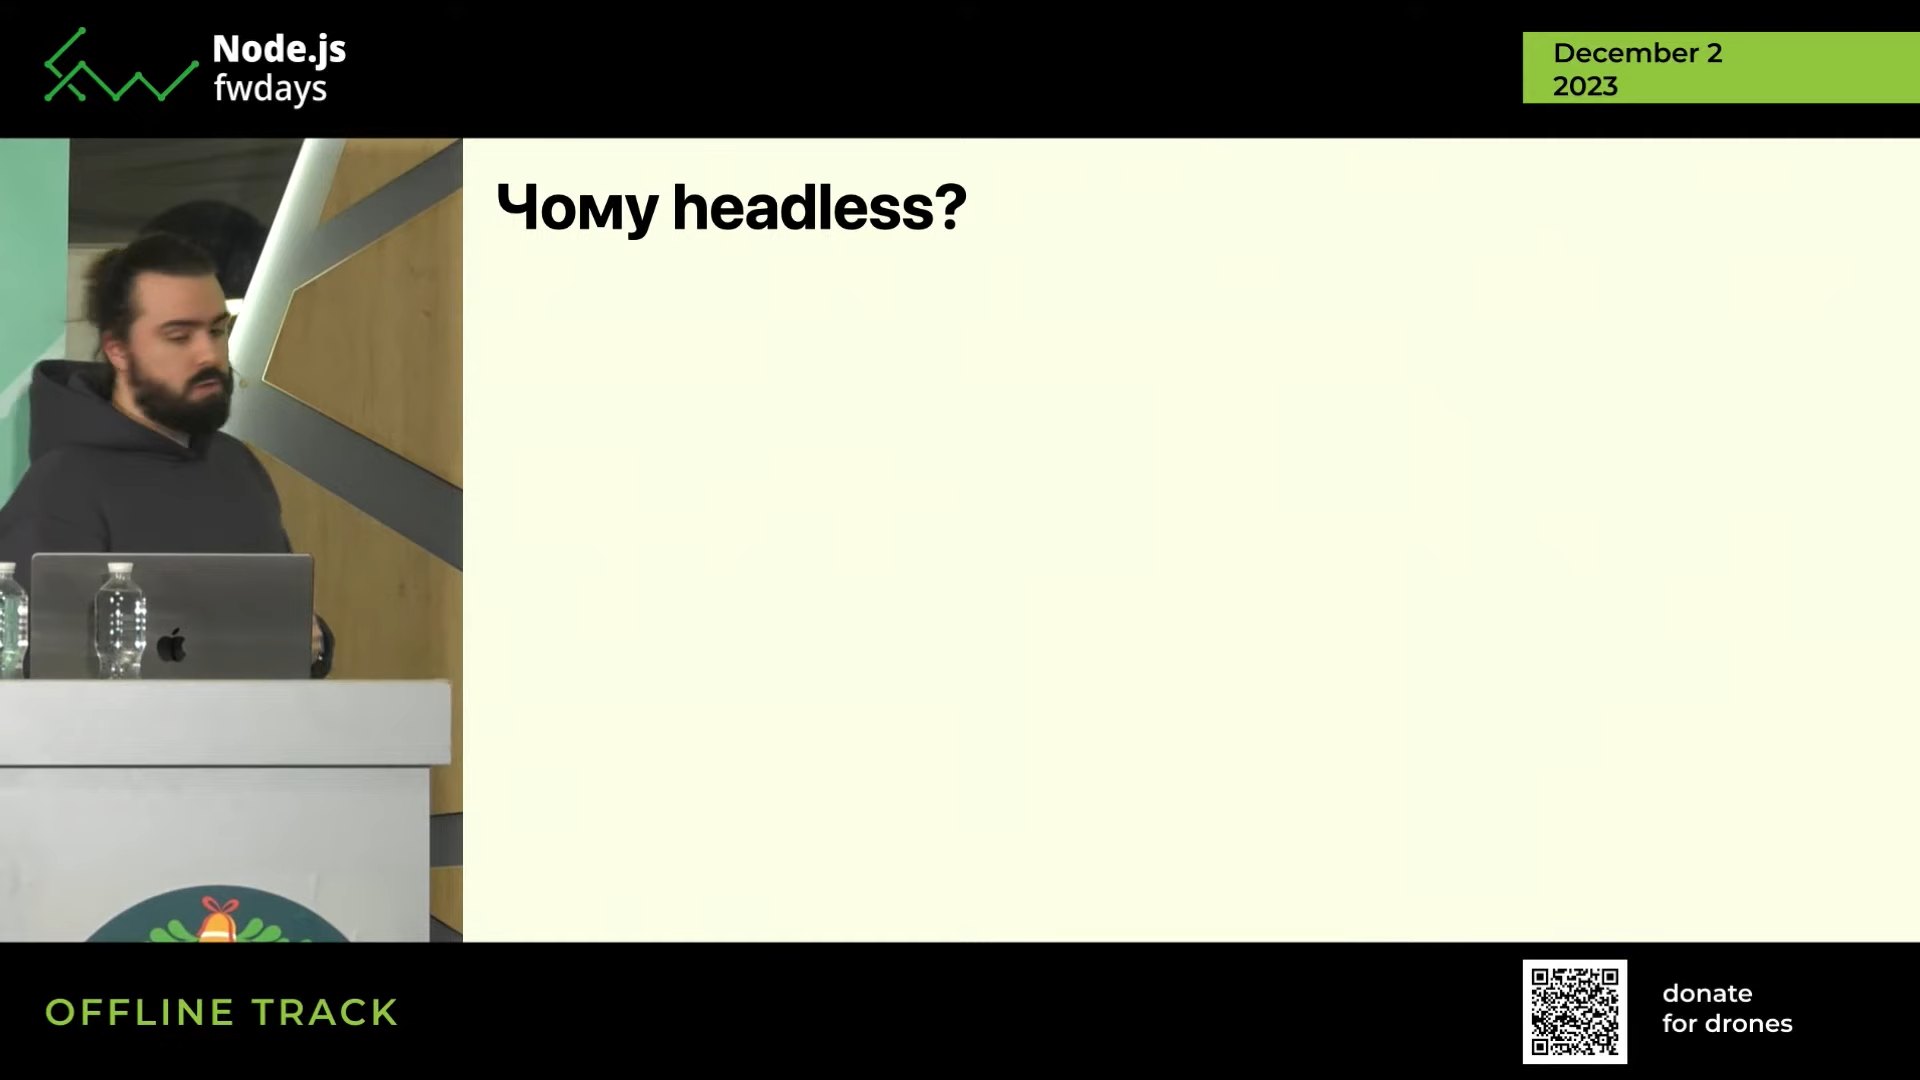 Node.js
fwdays
December 2
2023
Чому headless?
OFFLINE TRACK
donate
for drones